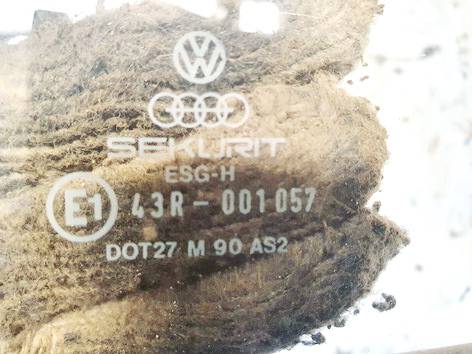 SEKURIT
ESG-H
E1 43R - 001057
DOT27 M 90 AS2